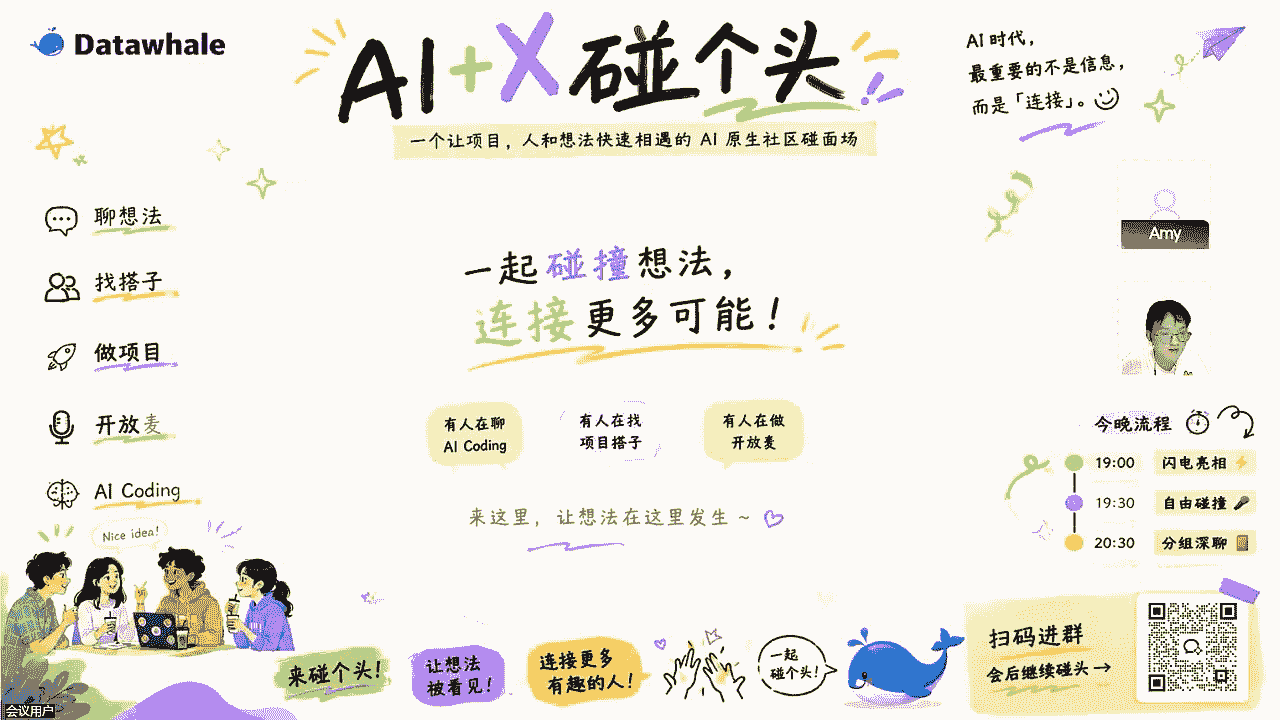 Datawhale
AI+X碰个头
一个让项目，人和想法快速相遇的 AI 原生社区碰面场
AI 时代，
最重要的不是信息，
而是「连接」。
聊想法
找搭子
做项目
开放麦
AI Coding
Nice idea!
一起碰撞想法，
连接更多可能！
有人在聊
AI Coding
有人在找
项目搭子
有人在做
开放麦
来这里，让想法在这里发生 ~
Amy
今晚流程
19:00 闪电亮相
19:30 自由碰撞
20:30 分组深聊
来碰个头！
让想法
被看见！
连接更多
有趣的人！
一起
碰个头！
扫码进群
会后继续碰头→
会议用户